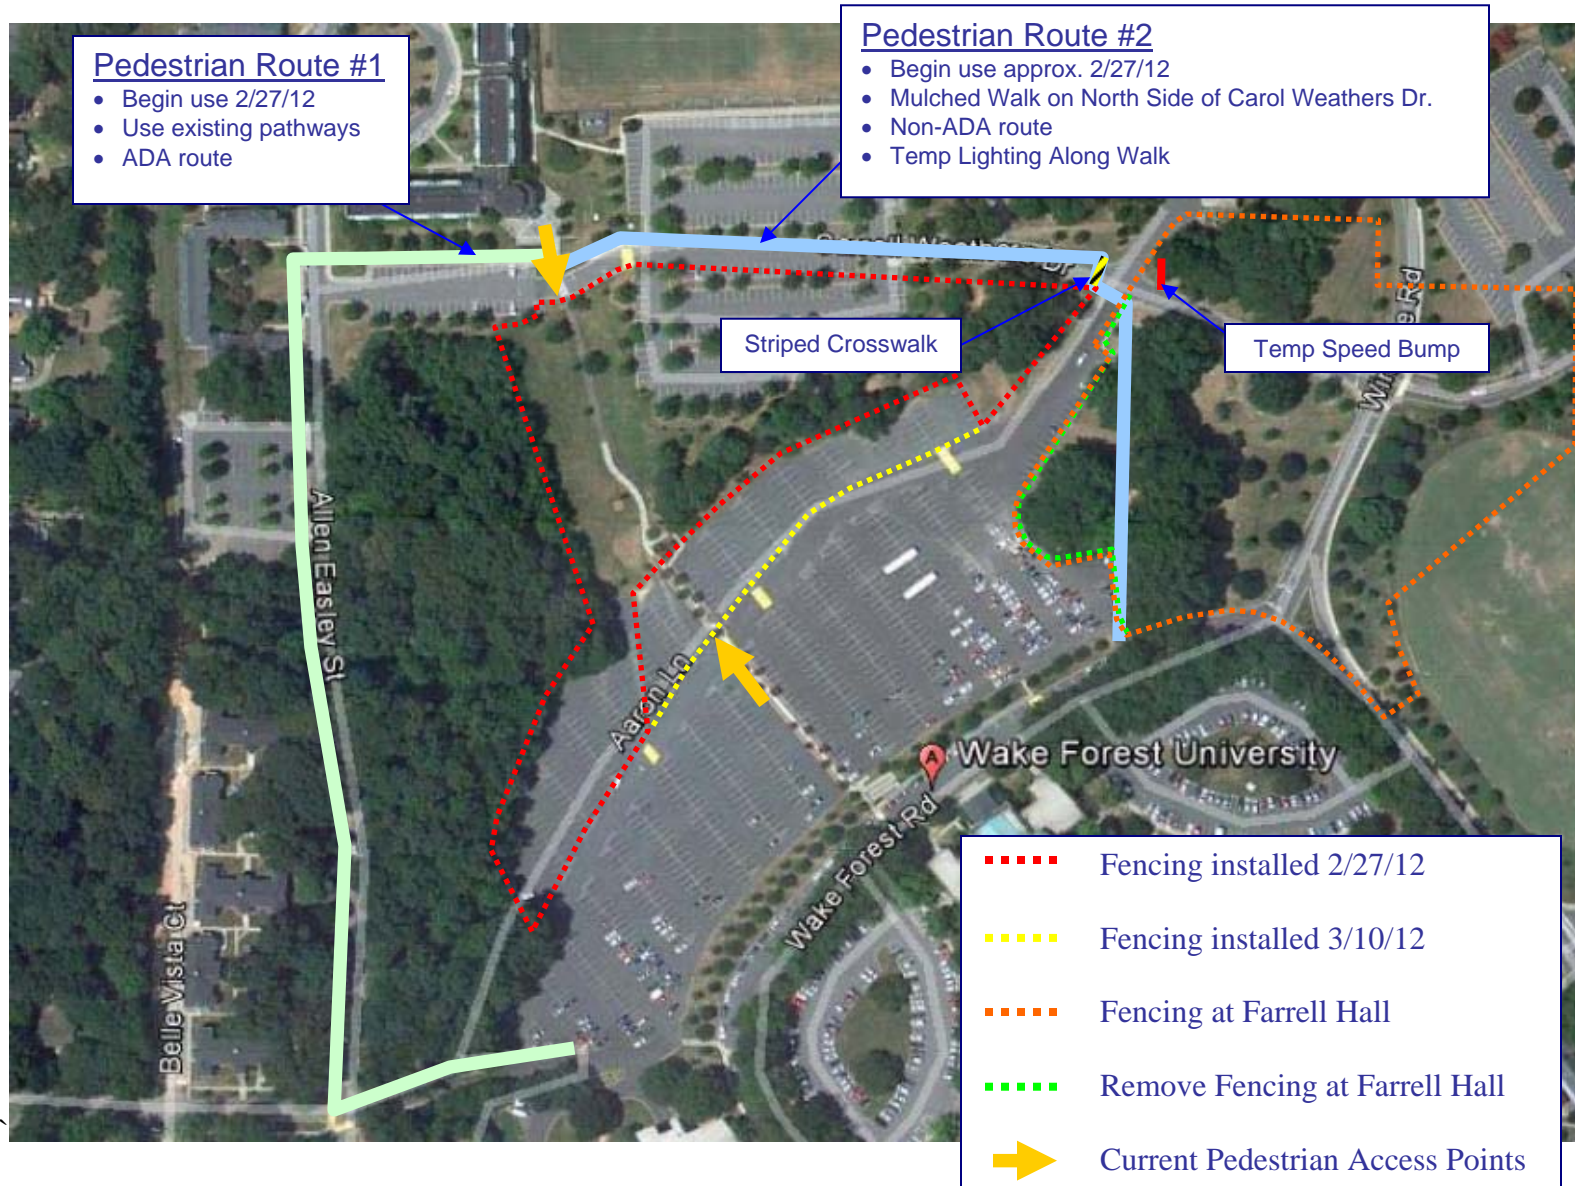 Pedestrian Route #1
• Begin use 2/27/12
• Use existing pathways
• ADA route
Pedestrian Route #2
• Begin use approx. 2/27/12
• Mulched Walk on North Side of Carol Weathers Dr.
• Non-ADA route
• Temp Lighting Along Walk
Striped Crosswalk
Temp Speed Bump
Allen Easley St
Aaron Ln
Belle Vista Ct
A
Wake Forest University
Wake Forest Rd
Fencing installed 2/27/12
Fencing installed 3/10/12
Fencing at Farrell Hall
Remove Fencing at Farrell Hall
Current Pedestrian Access Points